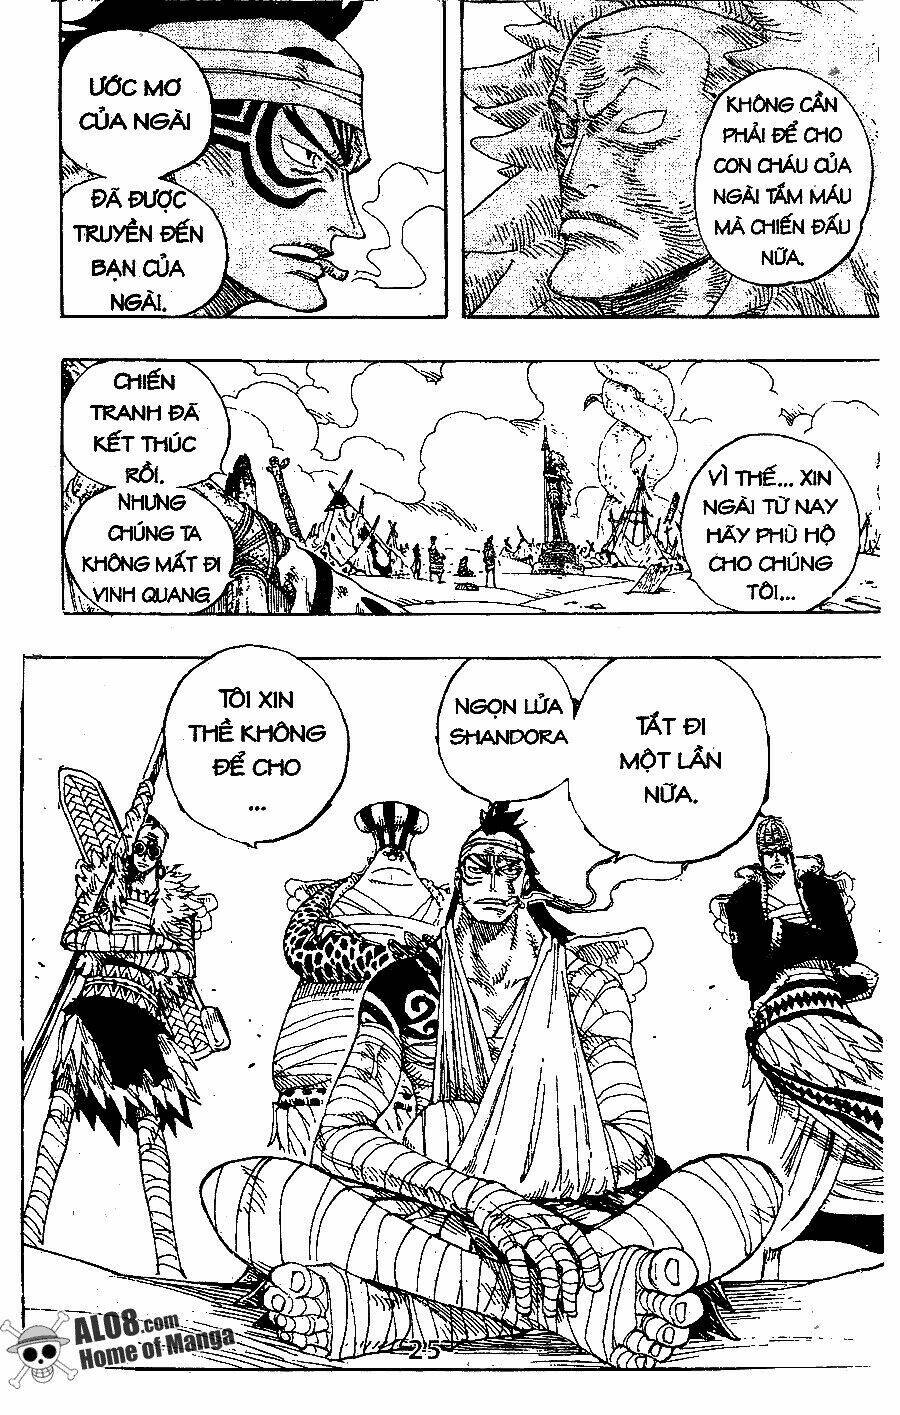 ƯỚC MƠ
CỦA NGÀI
ĐÃ ĐƯỢC
TRUYỀN ĐẾN
BẠN CỦA
NGÀI.
KHÔNG CẦN
PHẢI ĐỂ CHO
CON CHÁU CỦA
NGÀI TẮM MÁU
MÀ CHIẾN ĐẤU
NỮA.
CHIẾN
TRANH ĐÃ
KẾT THÚC
RỒI.
NHƯNG
CHÚNG TA
KHÔNG MẤT ĐI
VINH QUANG
VÌ THẾ... XIN
NGÀI TỪ NAY
HÃY PHÙ HỘ
CHO CHÚNG
TÔI...
TÔI XIN
THỀ KHÔNG
ĐỂ CHO
...
NGỌN LỬA
SHANDORA
TẮT ĐI
MỘT LẦN
NỮA.
25
ALO8.com
Home of Manga